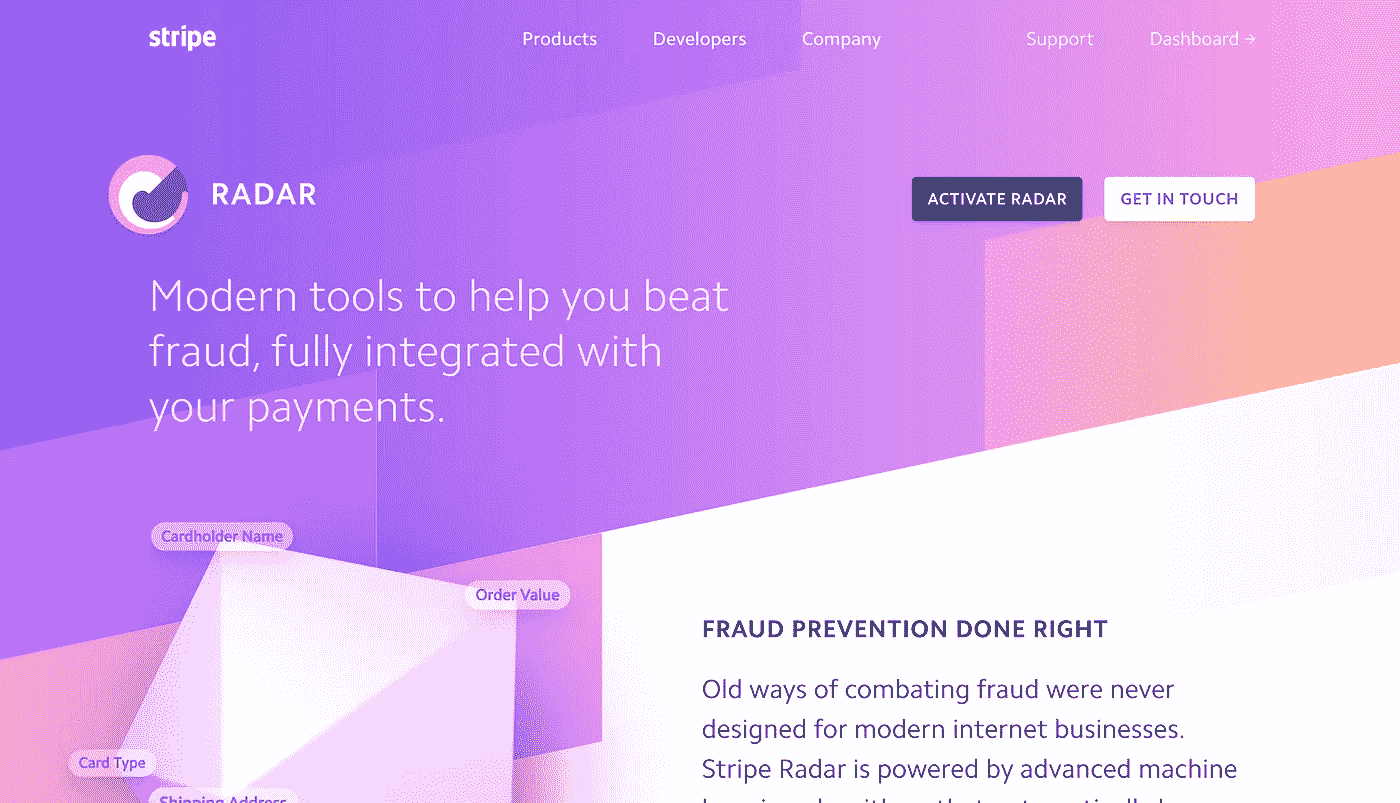 stripe
Products Developers Company Support Dashboard →
RADAR
ACTIVATE RADAR
GET IN TOUCH
Modern tools to help you beat
fraud, fully integrated with
your payments.
Cardholder Name
Order Value
Card Type
Shipping Address
FRAUD PREVENTION DONE RIGHT
Old ways of combating fraud were never
designed for modern internet businesses.
Stripe Radar is powered by advanced machine